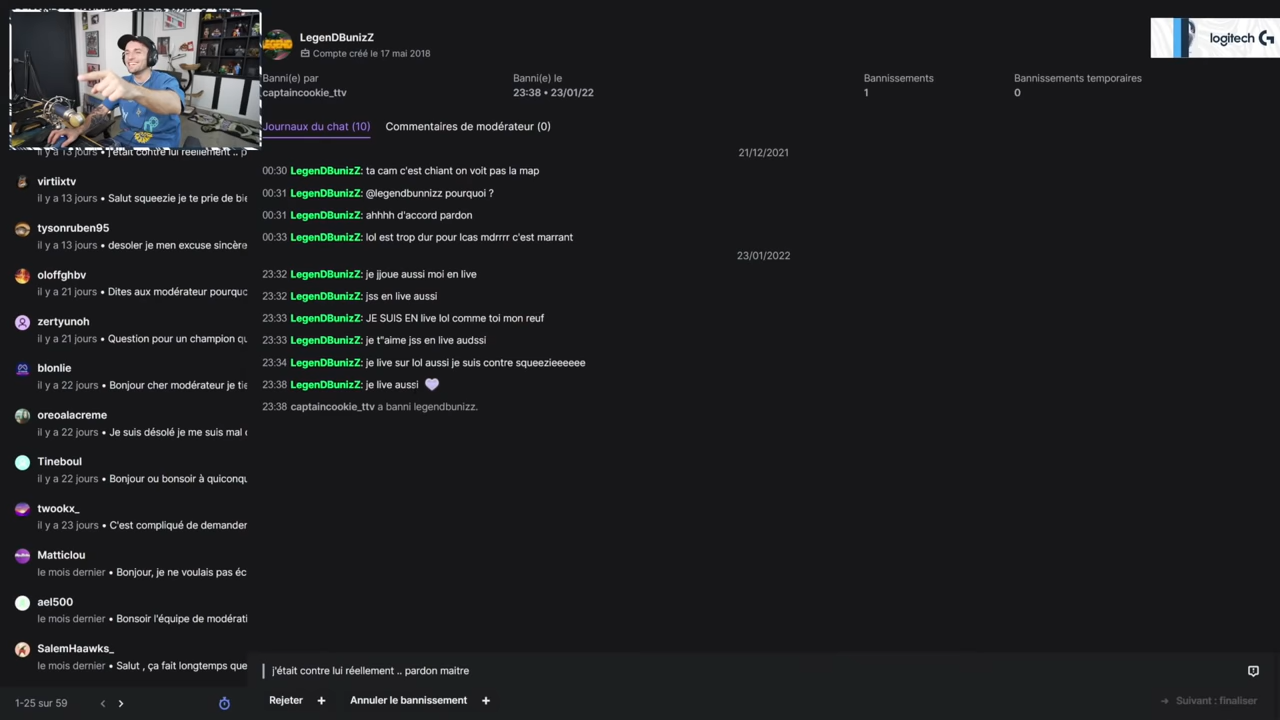 LegenDBunizZ
Compte créé le 17 mai 2018
logitech G
Banni(e) par
captaincookie_ttv
Banni(e) le
23:38 • 23/01/22
Bannissements
1
Bannissements temporaires
0
Journaux du chat (10)
Commentaires de modérateur (0)
21/12/2021
00:30 LegenDBunizZ: ta cam c'est chiant on voit pas la map
00:31 LegenDBunizZ: @legendbunnizz pourquoi ?
00:31 LegenDBunizZ: ahhhh d'accord pardon
00:33 LegenDBunizZ: lol est trop dur pour lcas mdrrrr c'est marrant
23/01/2022
23:32 LegenDBunizZ: je jjoue aussi moi en live
23:32 LegenDBunizZ: jss en live aussi
23:33 LegenDBunizZ: JE SUIS EN live lol comme toi mon reuf
23:33 LegenDBunizZ: je t"aime jss en live audssi
23:34 LegenDBunizZ: je live sur lol aussi je suis contre squeezieeeeee
23:38 LegenDBunizZ: je live aussi
23:38 captaincookie_ttv a banni legendbunizz.
il y a 13 jours • j'était contre lui réellement .. p
virtiixtv
il y a 13 jours • Salut squeezie je te prie de bie
tysonruben95
il y a 13 jours • desoler je men excuse sincère
oloffghbv
il y a 21 jours • Dites aux modérateur pourquo
zertyunoh
il y a 21 jours • Question pour un champion qu
blonlie
il y a 22 jours • Bonjour cher modérateur je tie
oreoalacreme
il y a 22 jours • Je suis désolé je me suis mal c
Tineboul
il y a 22 jours • Bonjour ou bonsoir à quiconqu
twookx_
il y a 23 jours • C'est compliqué de demander
Matticlou
le mois dernier • Bonjour, je ne voulais pas éc
ael500
le mois dernier • Bonsoir l'équipe de modérati
SalemHaawks_
le mois dernier • Salut , ça fait longtemps que
1-25 sur 59
j'était contre lui réellement .. pardon maitre
Rejeter +
Annuler le bannissement +
Suivant : finaliser